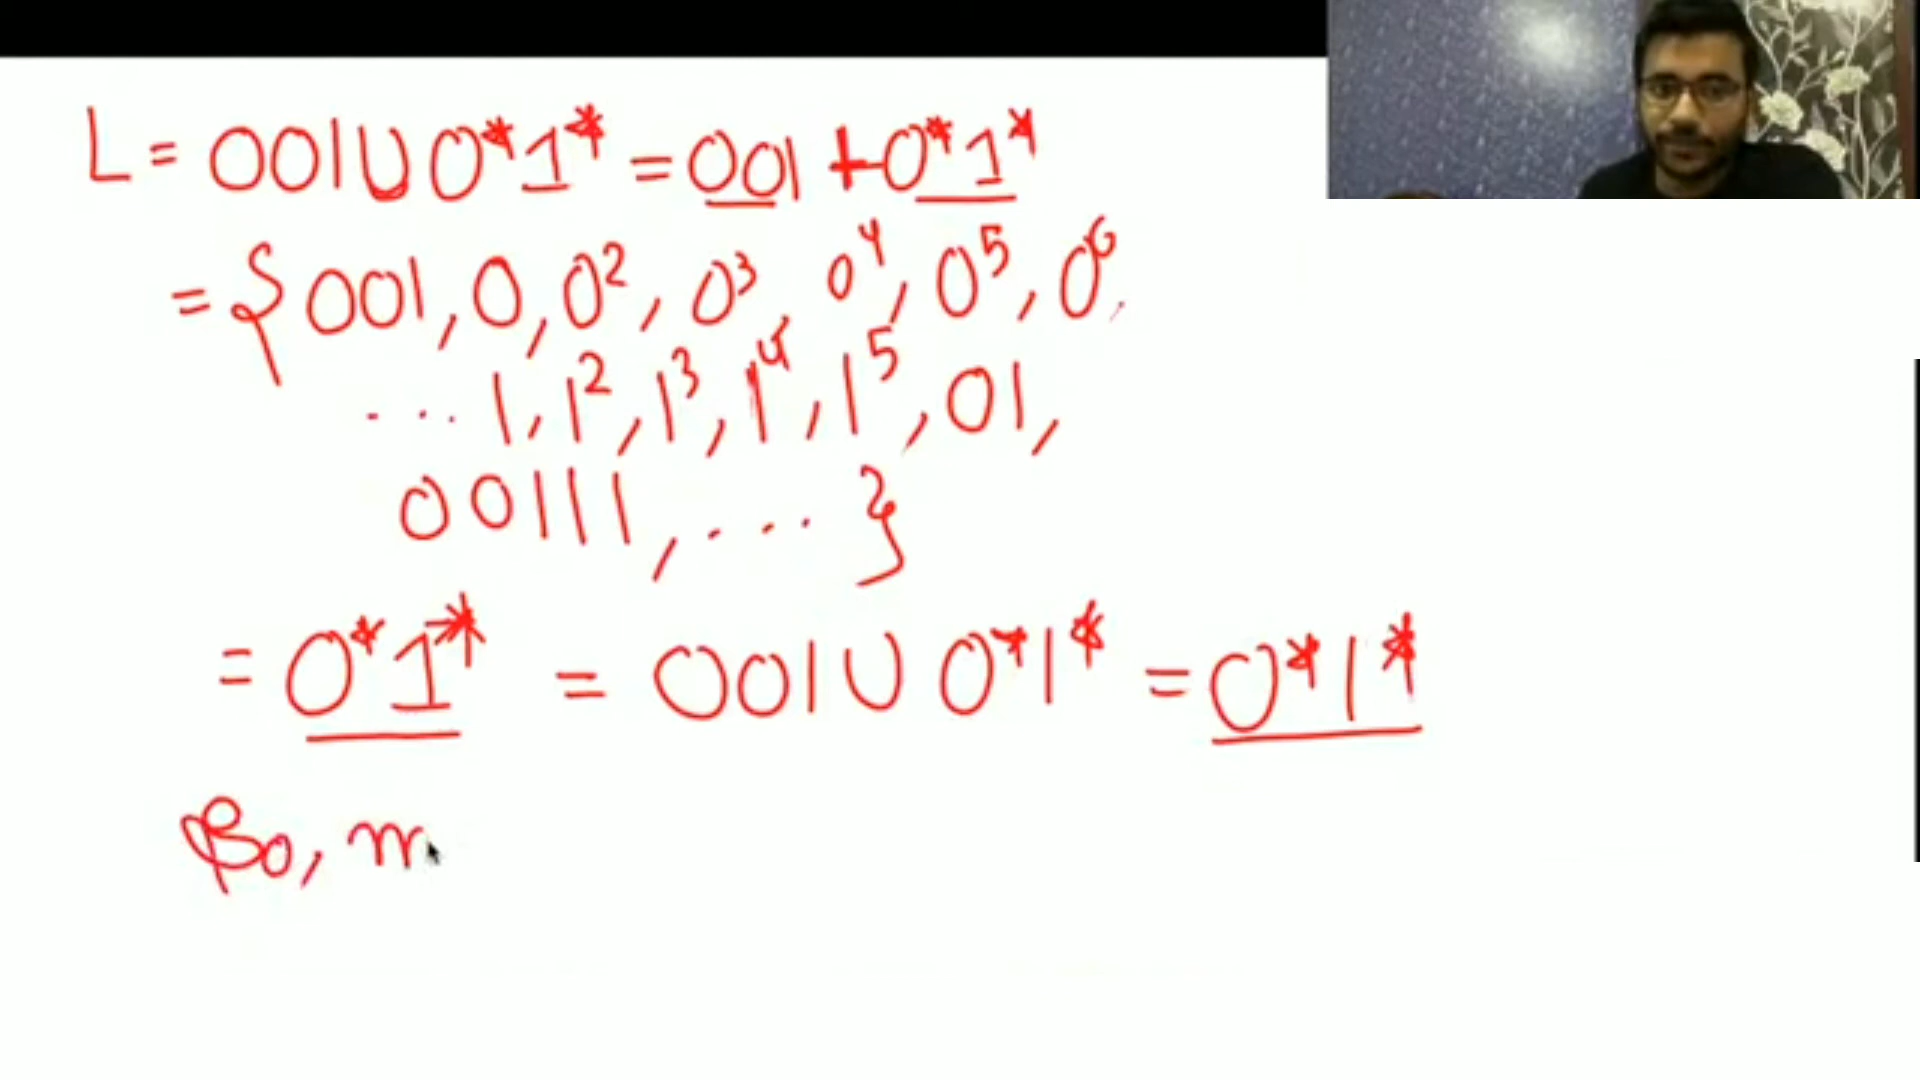 L = 001 ∪ 0*1* = 001 + 0*1*
= { 001, 0, 0², 0³, 0⁴, 0⁵, 0⁶,
... 1, 1², 1³, 1⁴, 1⁵, 01,
00111, .... }
= 0*1* = 001 ∪ 0*1* = 0*1*
So, m